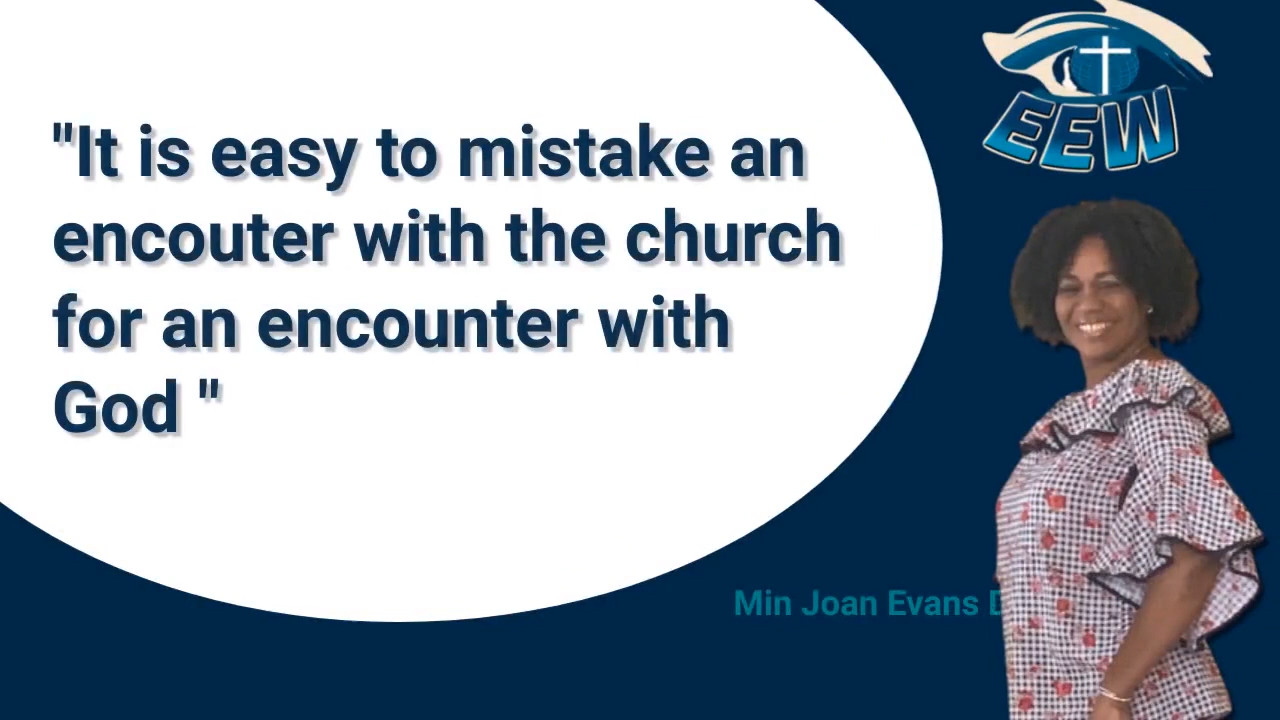 "It is easy to mistake an
encouter with the church
for an encounter with
God "
EEW
Min Joan Evans